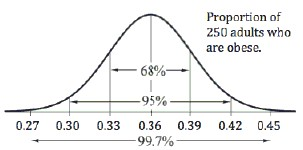 Proportion of
250 adults who
are obese.
68%
95%
0.27 0.30 0.33 0.36 0.39 0.42 0.45
99.7%